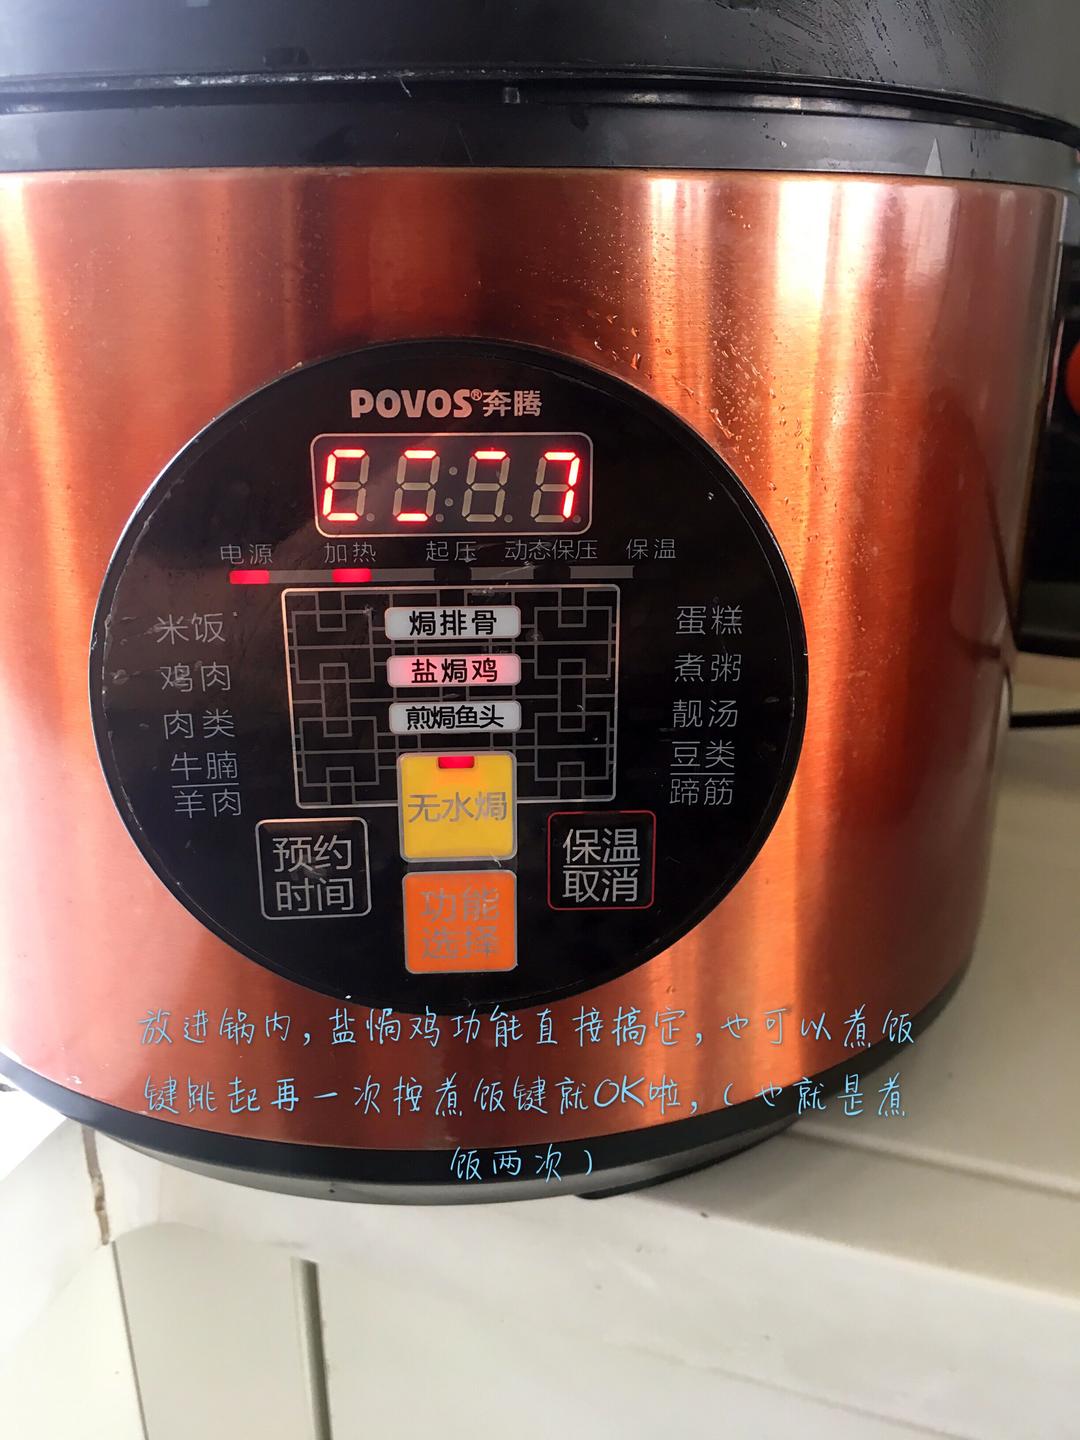 POVOS®奔腾
电源 加热 起压 动态保压 保温
米饭
鸡肉
肉类
牛腩
羊肉
焗排骨
盐焗鸡
煎焗鱼头
蛋糕
煮粥
靓汤
豆类
蹄筋
无水焗
预约
时间
保温
取消
功能
选择
放进锅内,盐焗鸡功能直接搞定,也可以煮饭
键跳起再一次按煮饭键就OK啦,(也就是煮
饭两次)